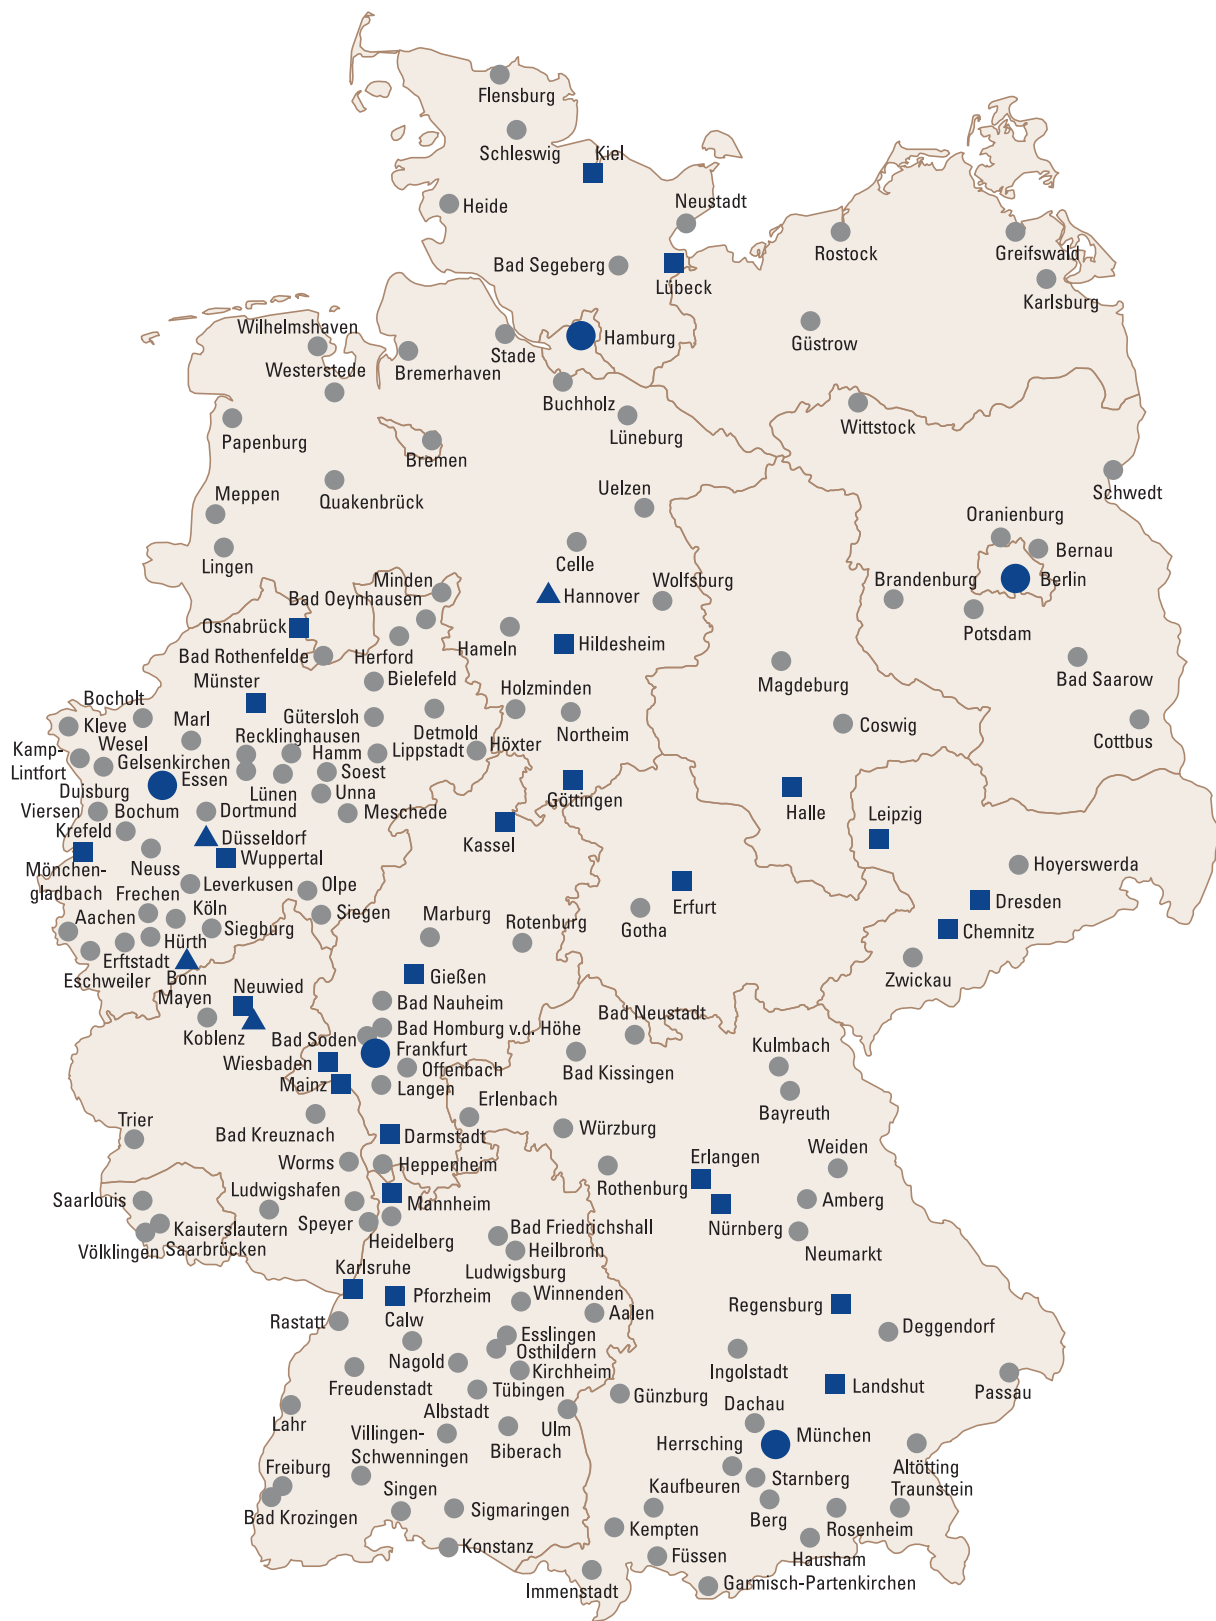 Flensburg
Schleswig
Kiel
Heide
Neustadt
Rostock
Greifswald
Bad Segeberg
Lübeck
Karlsburg
Wilhelmshaven
Stade
Hamburg
Güstrow
Westerstede
Bremerhaven
Buchholz
Wittstock
Papenburg
Lüneburg
Bremen
Schwedt
Meppen
Quakenbrück
Uelzen
Oranienburg
Lingen
Celle
Bernau
Minden
Wolfsburg
Brandenburg
Berlin
Bad Oeynhausen
Hannover
Osnabrück
Potsdam
Hameln
Hildesheim
Bad Rothenfelde
Herford
Magdeburg
Bad Saarow
Münster
Bielefeld
Holzminden
Bocholt
Kleve
Marl
Gütersloh
Detmold
Northeim
Coswig
Cottbus
Wesel
Recklinghausen
Hamm
Lippstadt
Höxter
Kamp-
Lintfort
Gelsenkirchen
Essen
Soest
Duisburg
Lünen
Unna
Göttingen
Halle
Viersen
Bochum
Dortmund
Meschede
Leipzig
Krefeld
Düsseldorf
Kassel
Neuss
Wuppertal
Hoyerswerda
Mönchen-
gladbach
Leverkusen
Olpe
Frechen
Erfurt
Dresden
Aachen
Köln
Siegen
Marburg
Rotenburg
Gotha
Siegburg
Chemnitz
Hürth
Erftstadt
Eschweiler
Bonn
Gießen
Zwickau
Mayen
Neuwied
Bad Nauheim
Bad Neustadt
Koblenz
Bad Soden
Bad Homburg v.d. Höhe
Kulmbach
Frankfurt
Wiesbaden
Offenbach
Bad Kissingen
Mainz
Langen
Erlenbach
Bayreuth
Trier
Bad Kreuznach
Darmstadt
Würzburg
Weiden
Worms
Heppenheim
Erlangen
Saarlouis
Ludwigshafen
Mannheim
Rothenburg
Amberg
Kaiserslautern
Speyer
Bad Friedrichshall
Nürnberg
Völklingen
Saarbrücken
Heidelberg
Heilbronn
Neumarkt
Karlsruhe
Ludwigsburg
Pforzheim
Winnenden
Regensburg
Rastatt
Calw
Aalen
Deggendorf
Esslingen
Osthildern
Nagold
Kirchheim
Ingolstadt
Freudenstadt
Tübingen
Günzburg
Landshut
Passau
Lahr
Albstadt
Dachau
Villingen-
Schwenningen
Biberach
Ulm
München
Herrsching
Freiburg
Altötting
Singen
Kaufbeuren
Starnberg
Traunstein
Bad Krozingen
Sigmaringen
Berg
Kempten
Rosenheim
Konstanz
Füssen
Hausham
Immenstadt
Garmisch-Partenkirchen